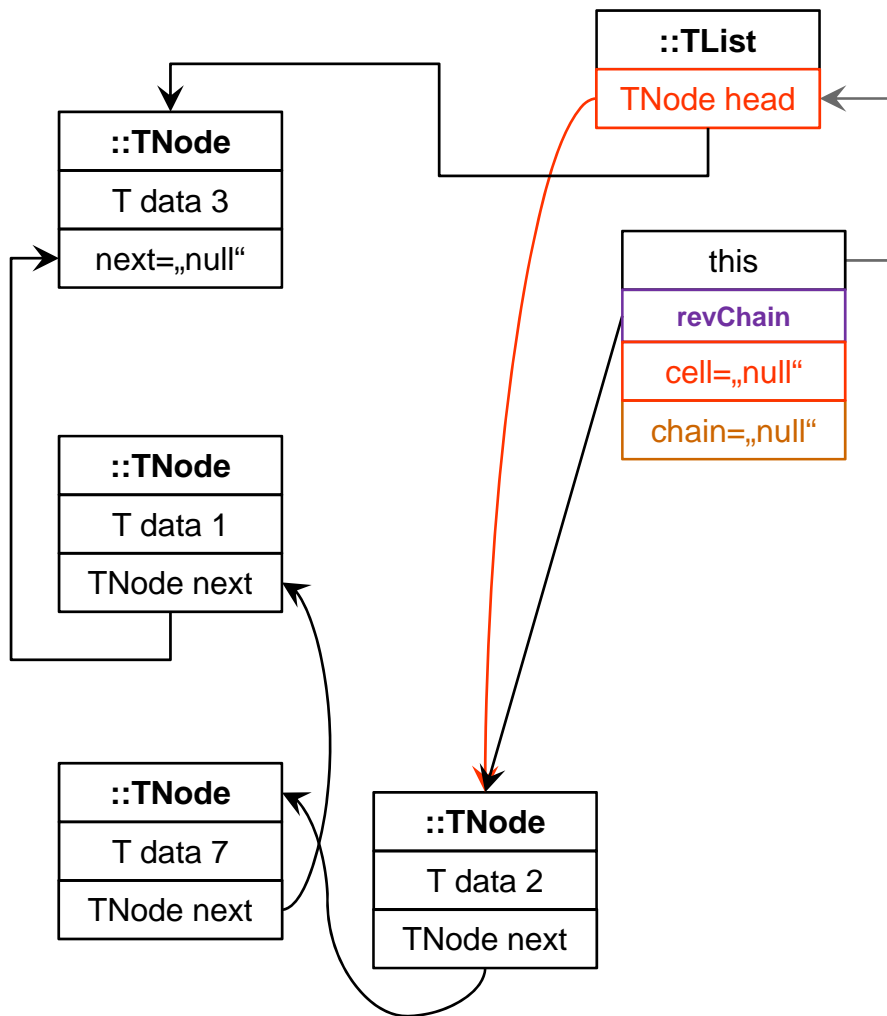 ::TList
TNode head
::TNode
T data 3
next=„null“
this
revChain
cell=„null“
chain=„null“
::TNode
T data 1
TNode next
::TNode
T data 7
TNode next
::TNode
T data 2
TNode next